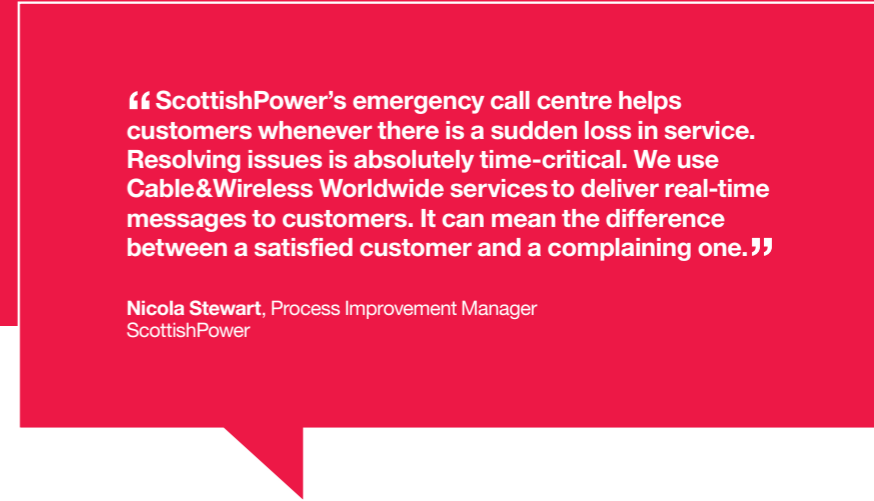 “ScottishPower’s emergency call centre helps
customers whenever there is a sudden loss in service.
Resolving issues is absolutely time-critical. We use
Cable&Wireless Worldwide services to deliver real-time
messages to customers. It can mean the difference
between a satisfied customer and a complaining one.”
Nicola Stewart, Process Improvement Manager
ScottishPower